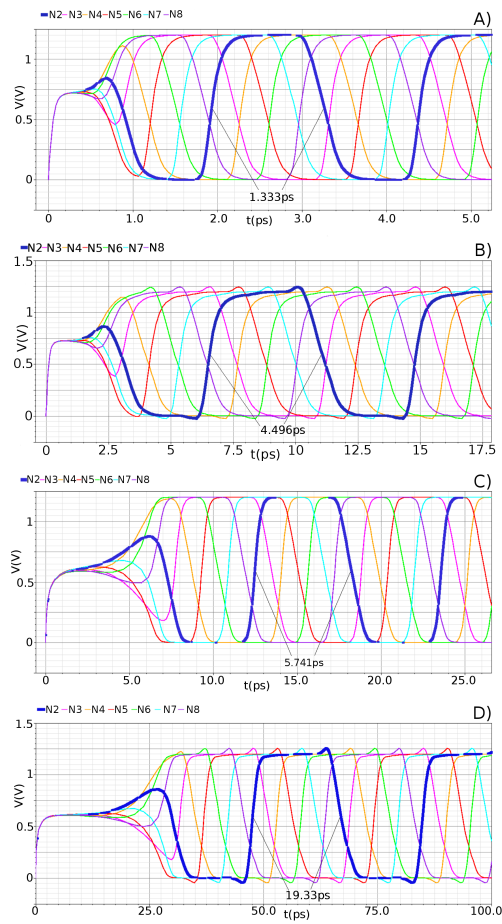 N2 N3 N4 N5 N6 N7 N8
A)
V(V)
1
0
1.333ps
0 1.0 2.0 3.0 4.0 5.0
t(ps)
N2 N3 N4 N5 N6 N7 N8
B)
V(V)
1.5
1
0.5
0
4.496ps
0 2.5 5 7.5 10 12.5 15 17.5
t(ps)
N2 N3 N4 N5 N6 N7 N8
C)
V(V)
1
0.5
0
5.741ps
0 5.0 10.0 15.0 20.0 25.0
t(ps)
N2 N3 N4 N5 N6 N7 N8
D)
V(V)
1.5
1
0.5
0
19.33ps
0 25.0 50.0 75.0 100.0
t(ps)